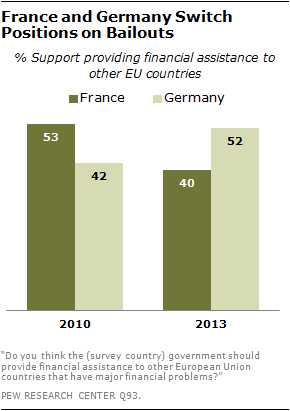 France and Germany Switch
Positions on Bailouts
% Support providing financial assistance to
other EU countries
France Germany
53
42
40
52
2010 2013
“Do you think the (survey country) government should
provide financial assistance to other European Union
countries that have major financial problems?”
PEW RESEARCH CENTER Q93.